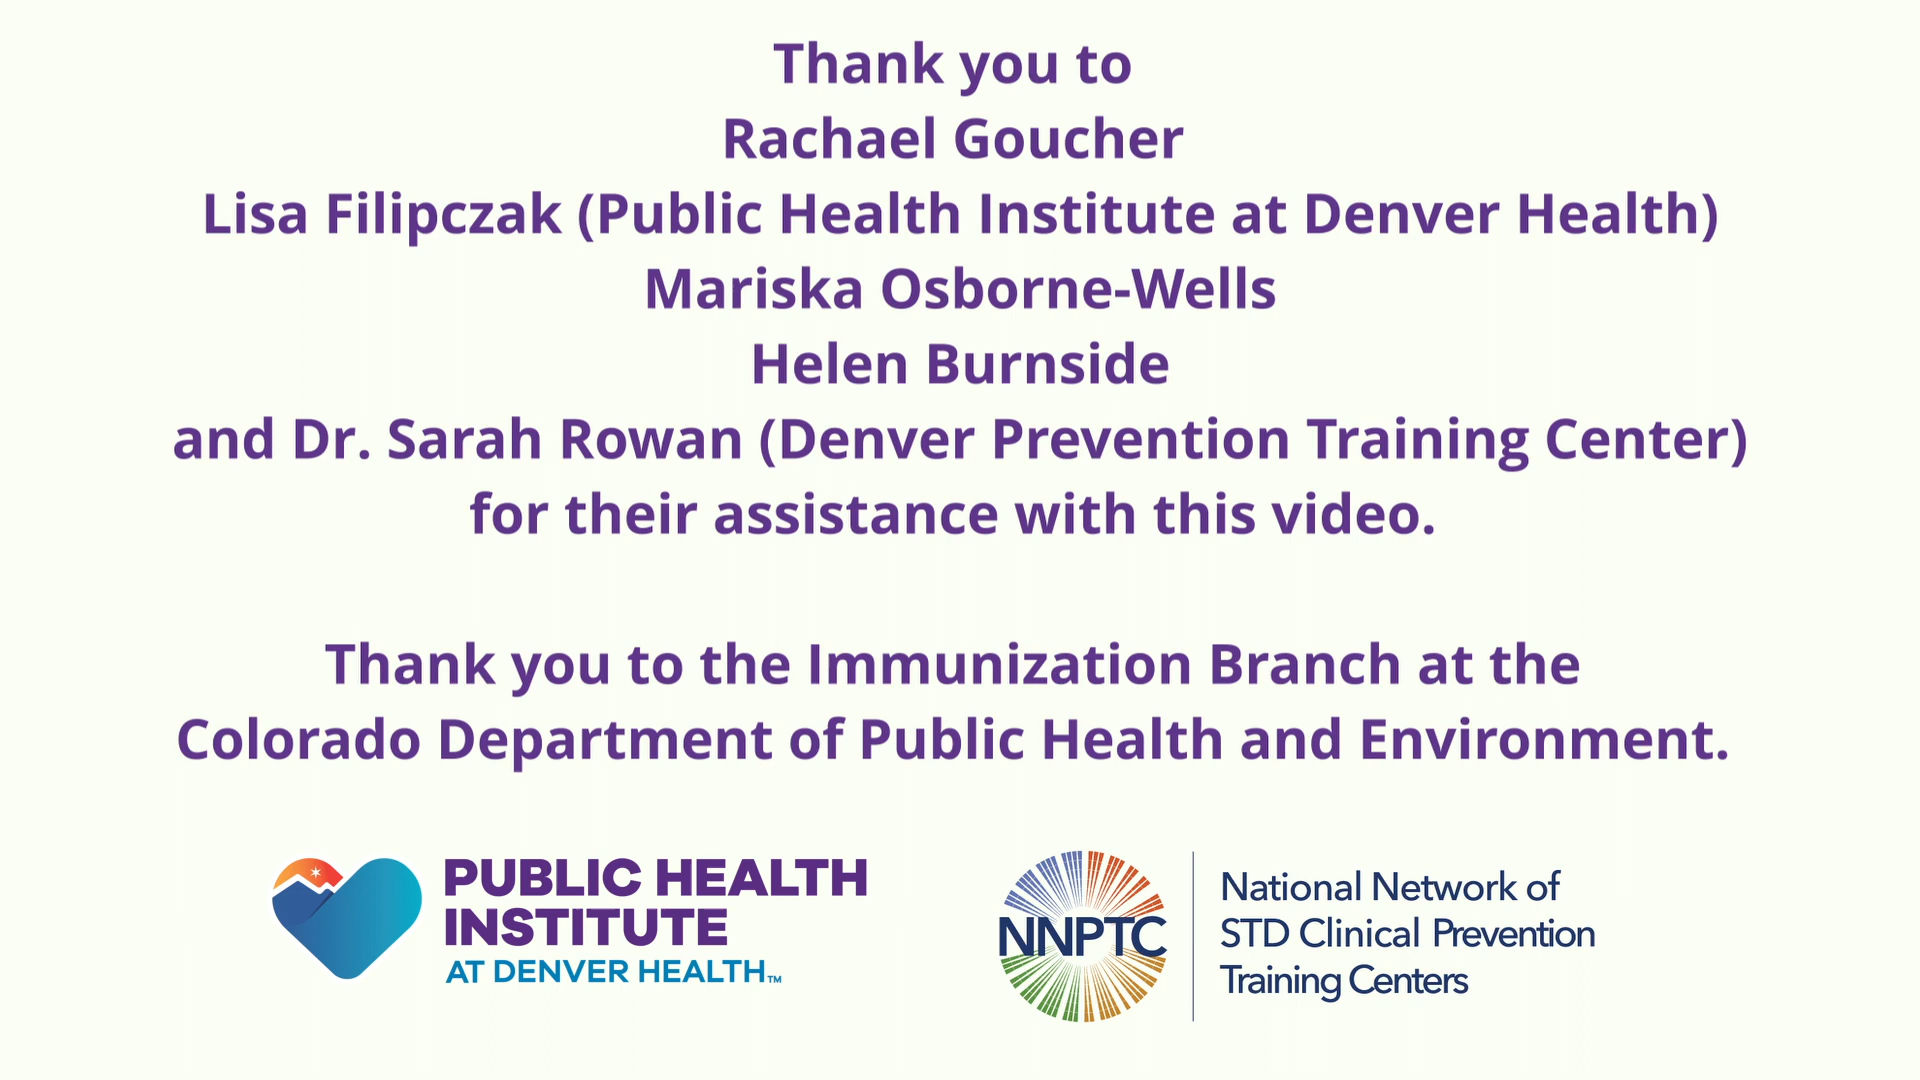 Thank you to
Rachael Goucher
Lisa Filipczak (Public Health Institute at Denver Health)
Mariska Osborne-Wells
Helen Burnside
and Dr. Sarah Rowan (Denver Prevention Training Center)
for their assistance with this video.
Thank you to the Immunization Branch at the
Colorado Department of Public Health and Environment.
PUBLIC HEALTH
INSTITUTE
AT DENVER HEALTH™
NNPTC
National Network of
STD Clinical Prevention
Training Centers